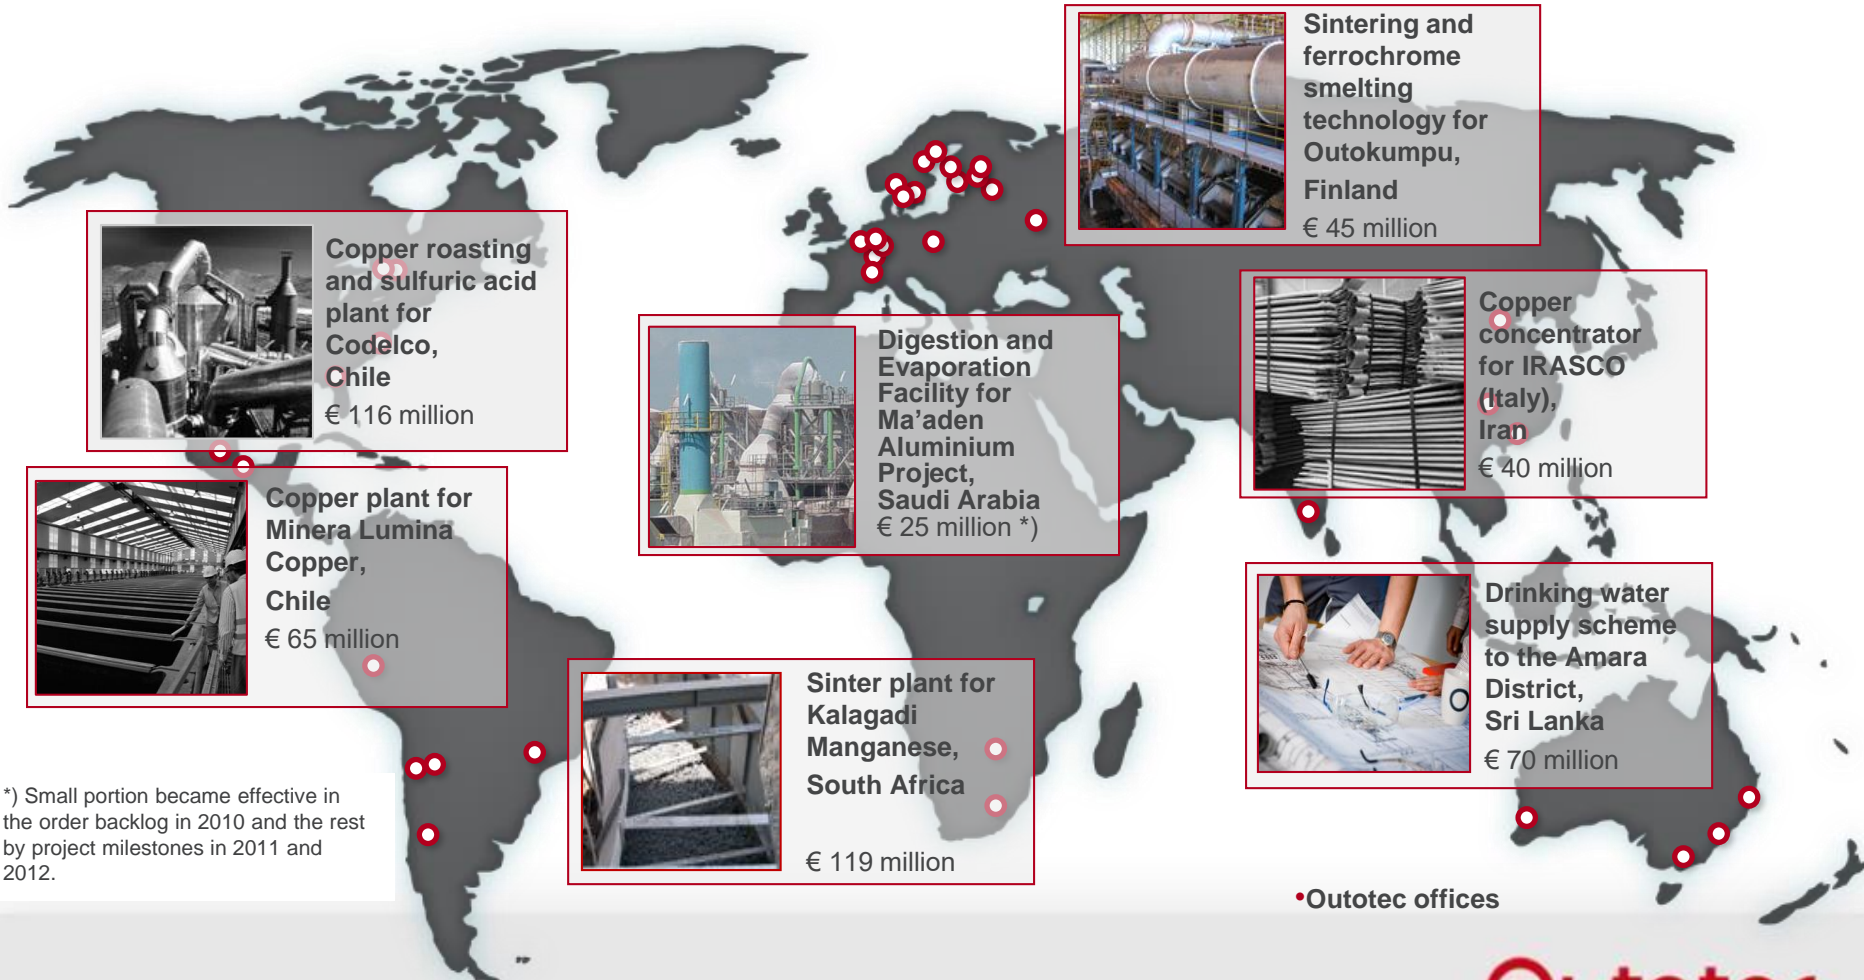 Sintering and
ferrochrome
smelting
technology for
Outokumpu,
Finland
€ 45 million
Copper roasting
and sulfuric acid
plant for
Codelco,
Chile
€ 116 million
Digestion and
Evaporation
Facility for
Ma’aden
Aluminium
Project,
Saudi Arabia
€ 25 million *)
Copper
concentrator
for IRASCO
(Italy),
Iran
€ 40 million
Copper plant for
Minera Lumina
Copper,
Chile
€ 65 million
Drinking water
supply scheme
to the Amara
District,
Sri Lanka
€ 70 million
Sinter plant for
Kalagadi
Manganese,
South Africa
€ 119 million
*) Small portion became effective in
the order backlog in 2010 and the rest
by project milestones in 2011 and
2012.
•Outotec offices
Outotec